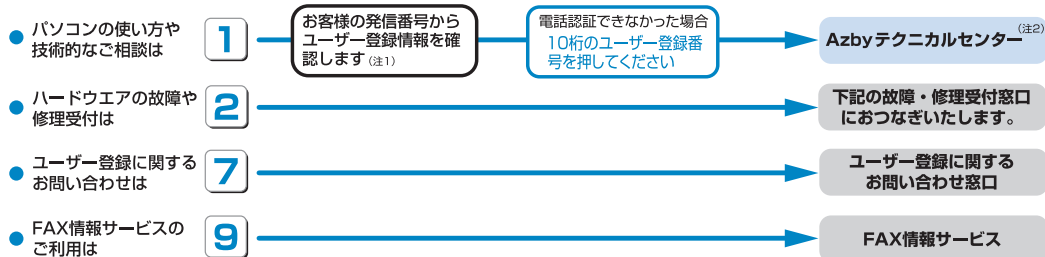 ● パソコンの使い方や
技術的なご相談は
1
お客様の発信番号から
ユーザー登録情報を確
認します(注1)
電話認証できなかった場合
10桁のユーザー登録番
号を押してください
Azbyテクニカルセンター(注2)
● ハードウエアの故障や
修理受付は
2
下記の故障・修理受付窓口
におつなぎいたします。
● ユーザー登録に関する
お問い合わせは
7
ユーザー登録に関する
お問い合わせ窓口
● FAX情報サービスの
ご利用は
9
FAX情報サービス